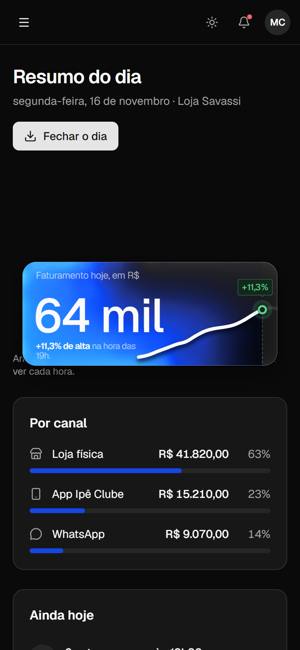 MC
Resumo do dia
segunda-feira, 16 de novembro · Loja Savassi
Fechar o dia
Faturamento hoje, em R$
+11,3%
64 mil
+11,3% de alta na hora das
19h.
ver cada hora.
Por canal
Loja física R$ 41.820,00 63%
App Ipê Clube R$ 15.210,00 23%
WhatsApp R$ 9.070,00 14%
Ainda hoje